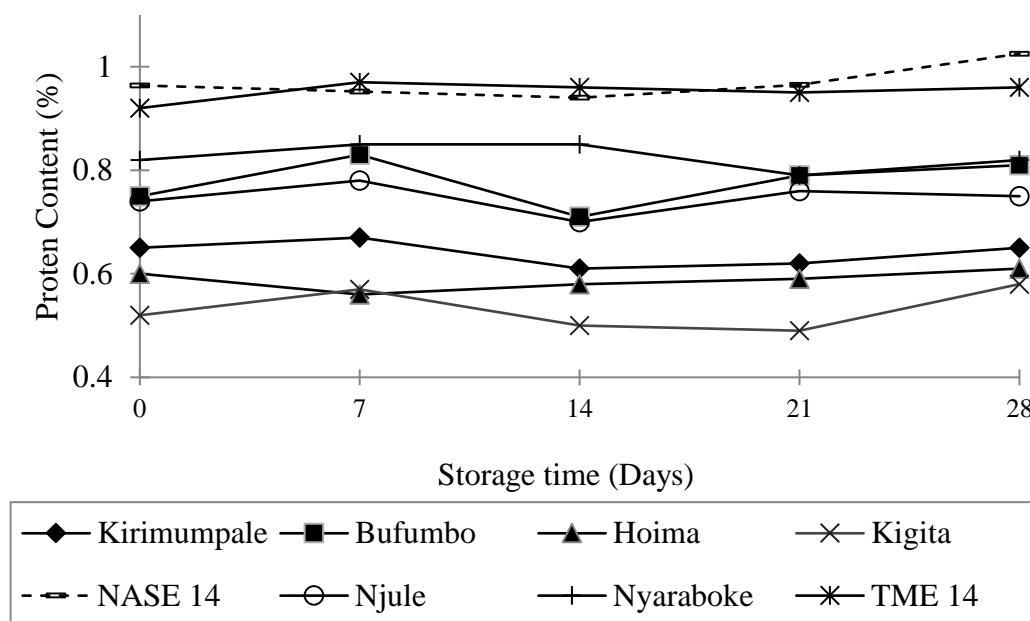 Proten Content (%)
1
0.8
0.6
0.4
0 7 14 21 28
Storage time (Days)
Kirimumpale Bufumbo Hoima Kigita
NASE 14 Njule Nyaraboke TME 14